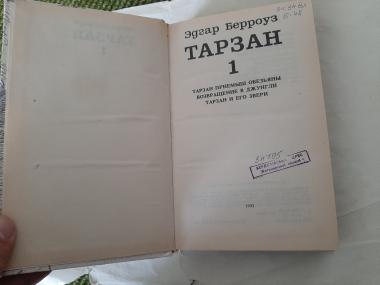 Эдгар Берроуз
ТАРЗАН
1
ТАРЗАН ПРИЕМЫШ ОБЕЗЬЯНЫ
ВОЗВРАЩЕНИЕ В ДЖУНГЛИ
ТАРЗАН И ЕГО ЗВЕРИ